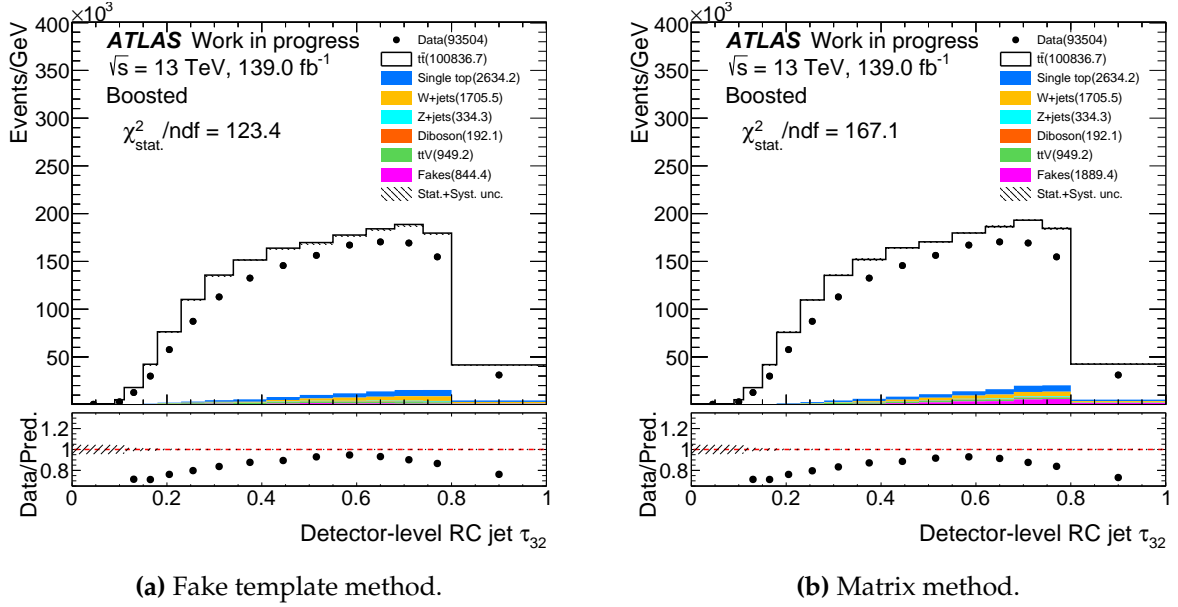 ×10³
400
350
300
250
200
150
100
50
Events/GeV
ATLAS Work in progress
√s = 13 TeV, 139.0 fb⁻¹
Boosted
χ²stat./ndf = 123.4
Data(93504)
tt̄(100836.7)
Single top(2634.2)
W+jets(1705.5)
Z+jets(334.3)
Diboson(192.1)
ttV(949.2)
Fakes(844.4)
Stat.+Syst. unc.
Data/Pred.
1.2
1
0.8
0 0.2 0.4 0.6 0.8 1
Detector-level RC jet τ₃₂
(a) Fake template method.
×10³
400
350
300
250
200
150
100
50
Events/GeV
ATLAS Work in progress
√s = 13 TeV, 139.0 fb⁻¹
Boosted
χ²stat./ndf = 167.1
Data(93504)
tt̄(100836.7)
Single top(2634.2)
W+jets(1705.5)
Z+jets(334.3)
Diboson(192.1)
ttV(949.2)
Fakes(1889.4)
Stat.+Syst. unc.
Data/Pred.
1.2
1
0.8
0 0.2 0.4 0.6 0.8 1
Detector-level RC jet τ₃₂
(b) Matrix method.